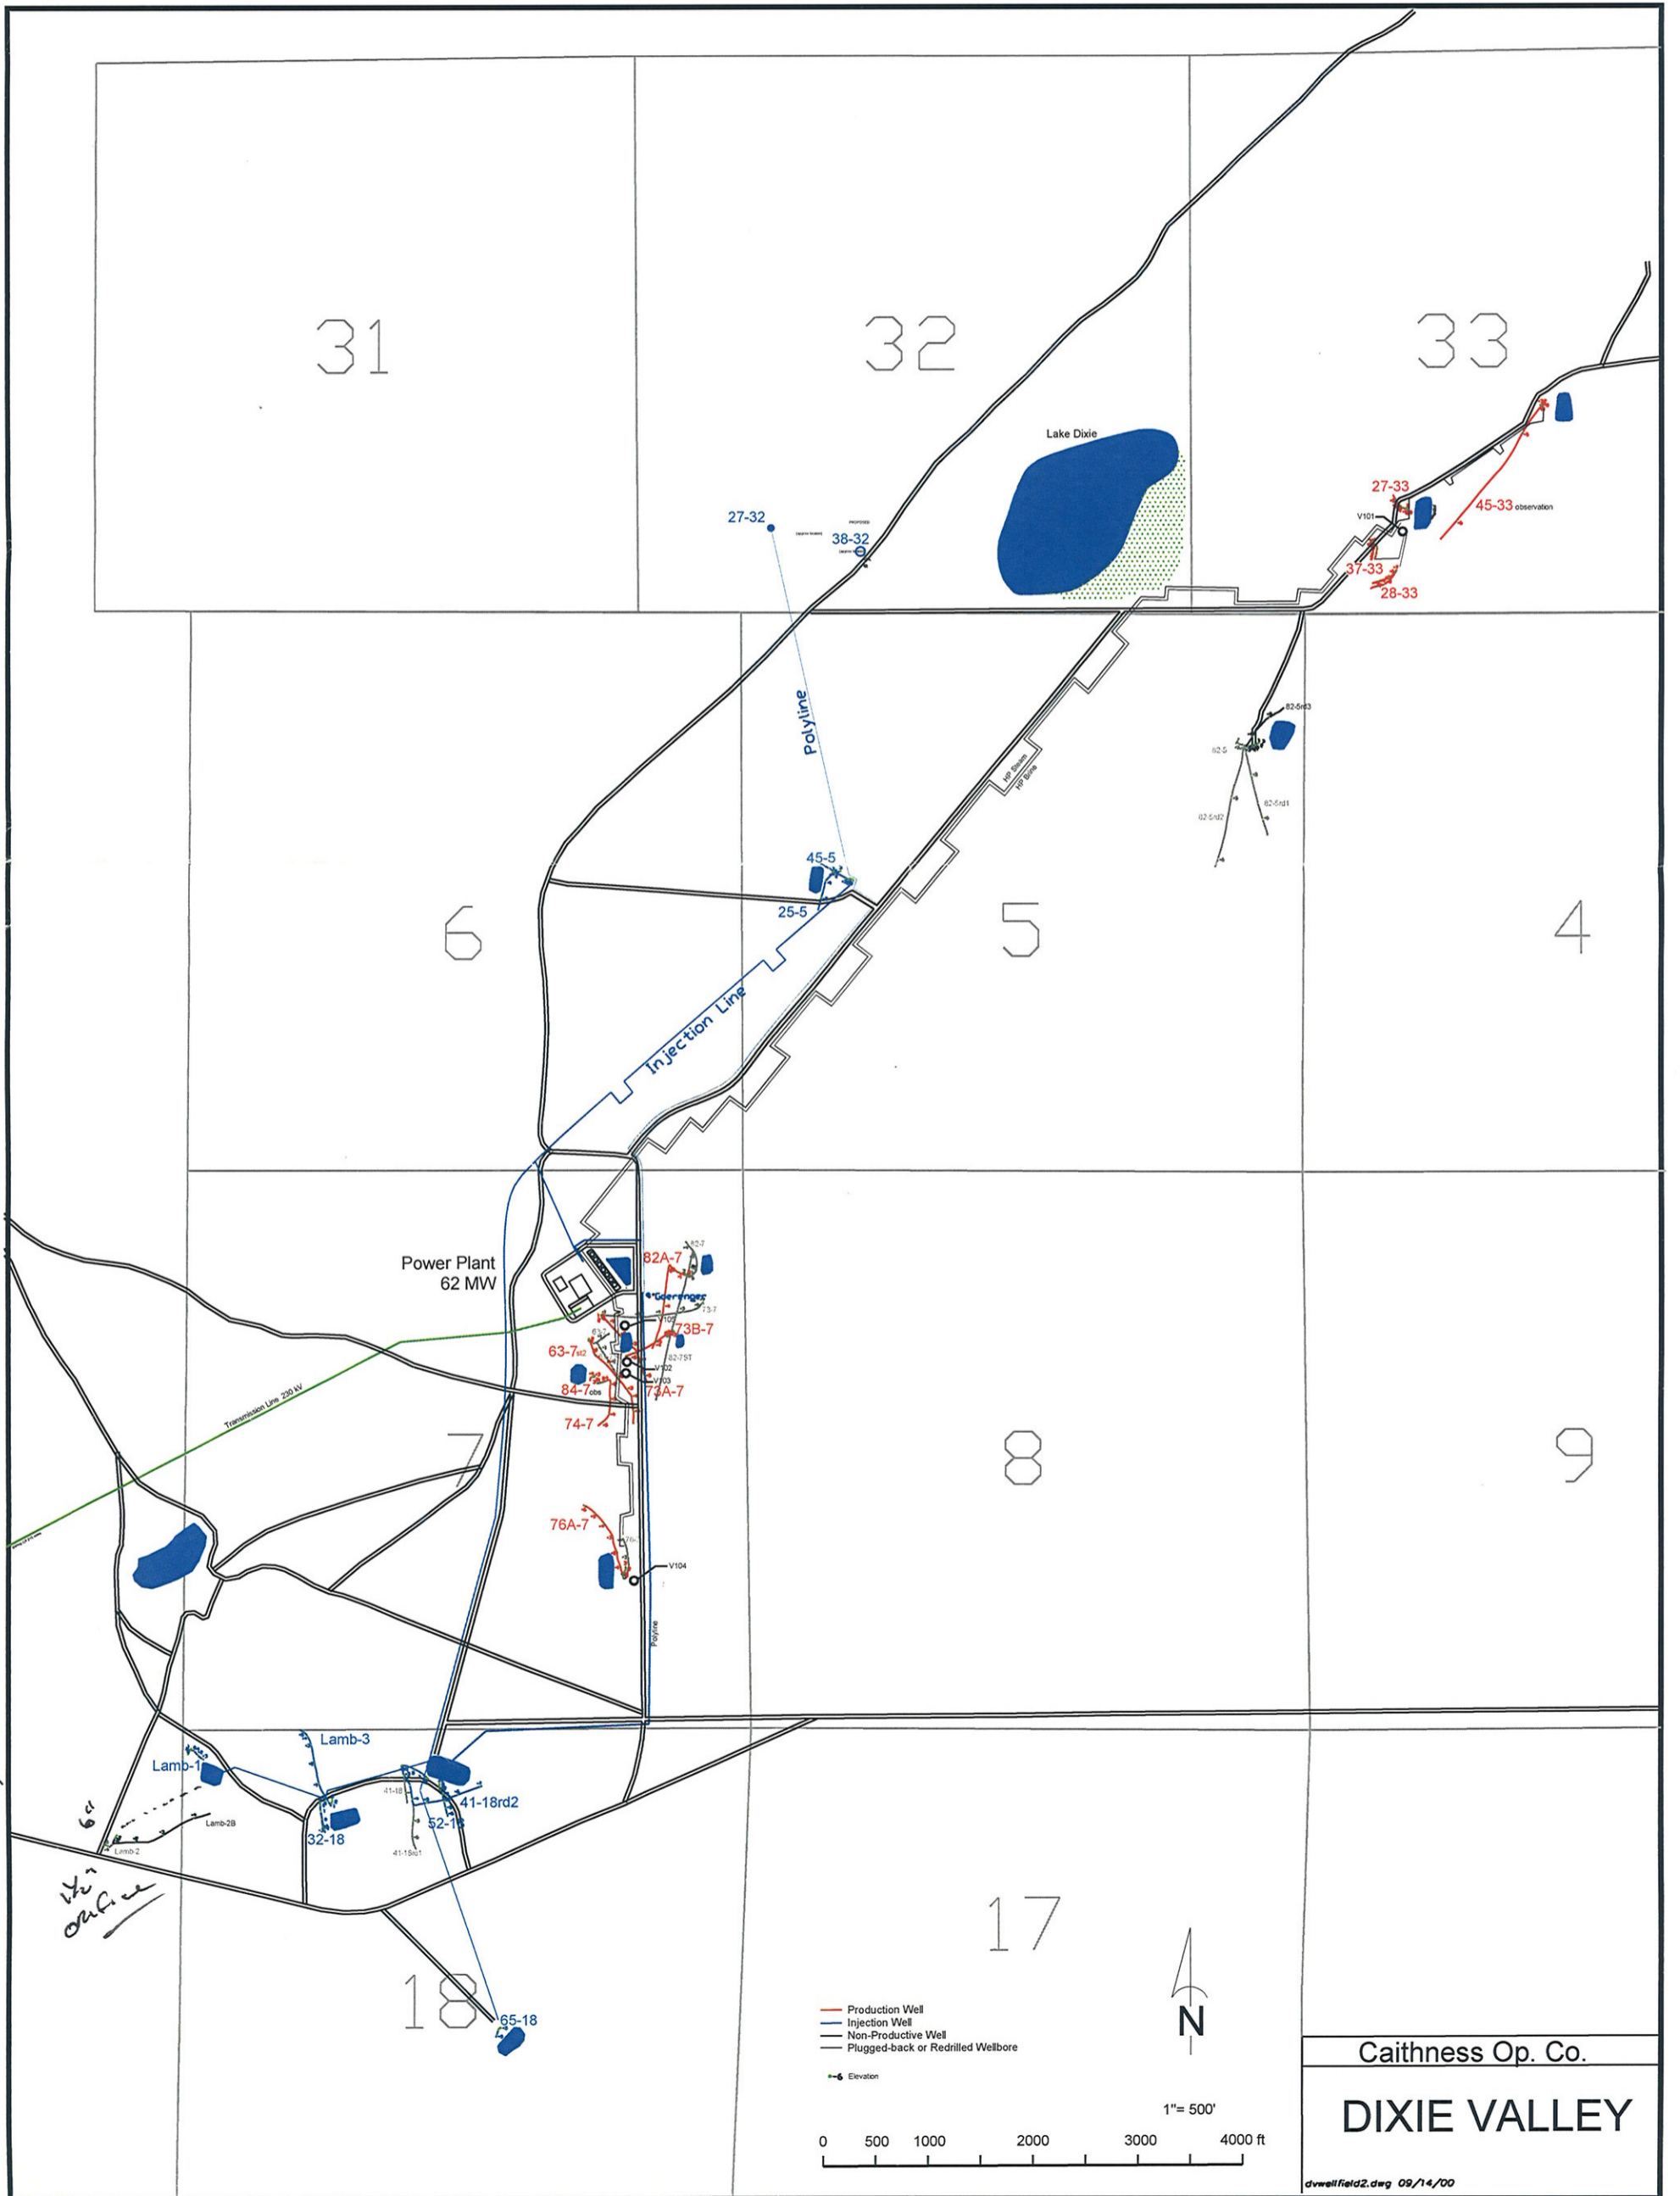 31
32
33
Lake Dixie
27-33
V101
45-33 observation
27-32
PROPOSED
38-32
37-33
28-33
Polyline
82-5rd3
82-5
HP Steam
HP Brine
82-5rd1
82-5rd2
45-5
25-5
6
5
4
Injection Line
Power Plant
62 MW
82-7
82A-7
73-7
V105
73B-7
63-7
63-7st2
82-7ST
V102
V103
84-7obs
73A-7
74-7
Transmission Line 230 kV
7
8
9
76A-7
76-7
V104
Polyline
Lamb-3
Lamb-1
41-18
41-18rd2
52-18
Lamb-2B
Lamb-2
32-18
41-18rd1
6"
1½"
orifice
17
18
65-18
Production Well
Injection Well
Non-Productive Well
Plugged-back or Redrilled Wellbore
Elevation
N
1"= 500'
0 500 1000 2000 3000 4000 ft
Caithness Op. Co.
DIXIE VALLEY
dvwellfield2.dwg 09/14/00